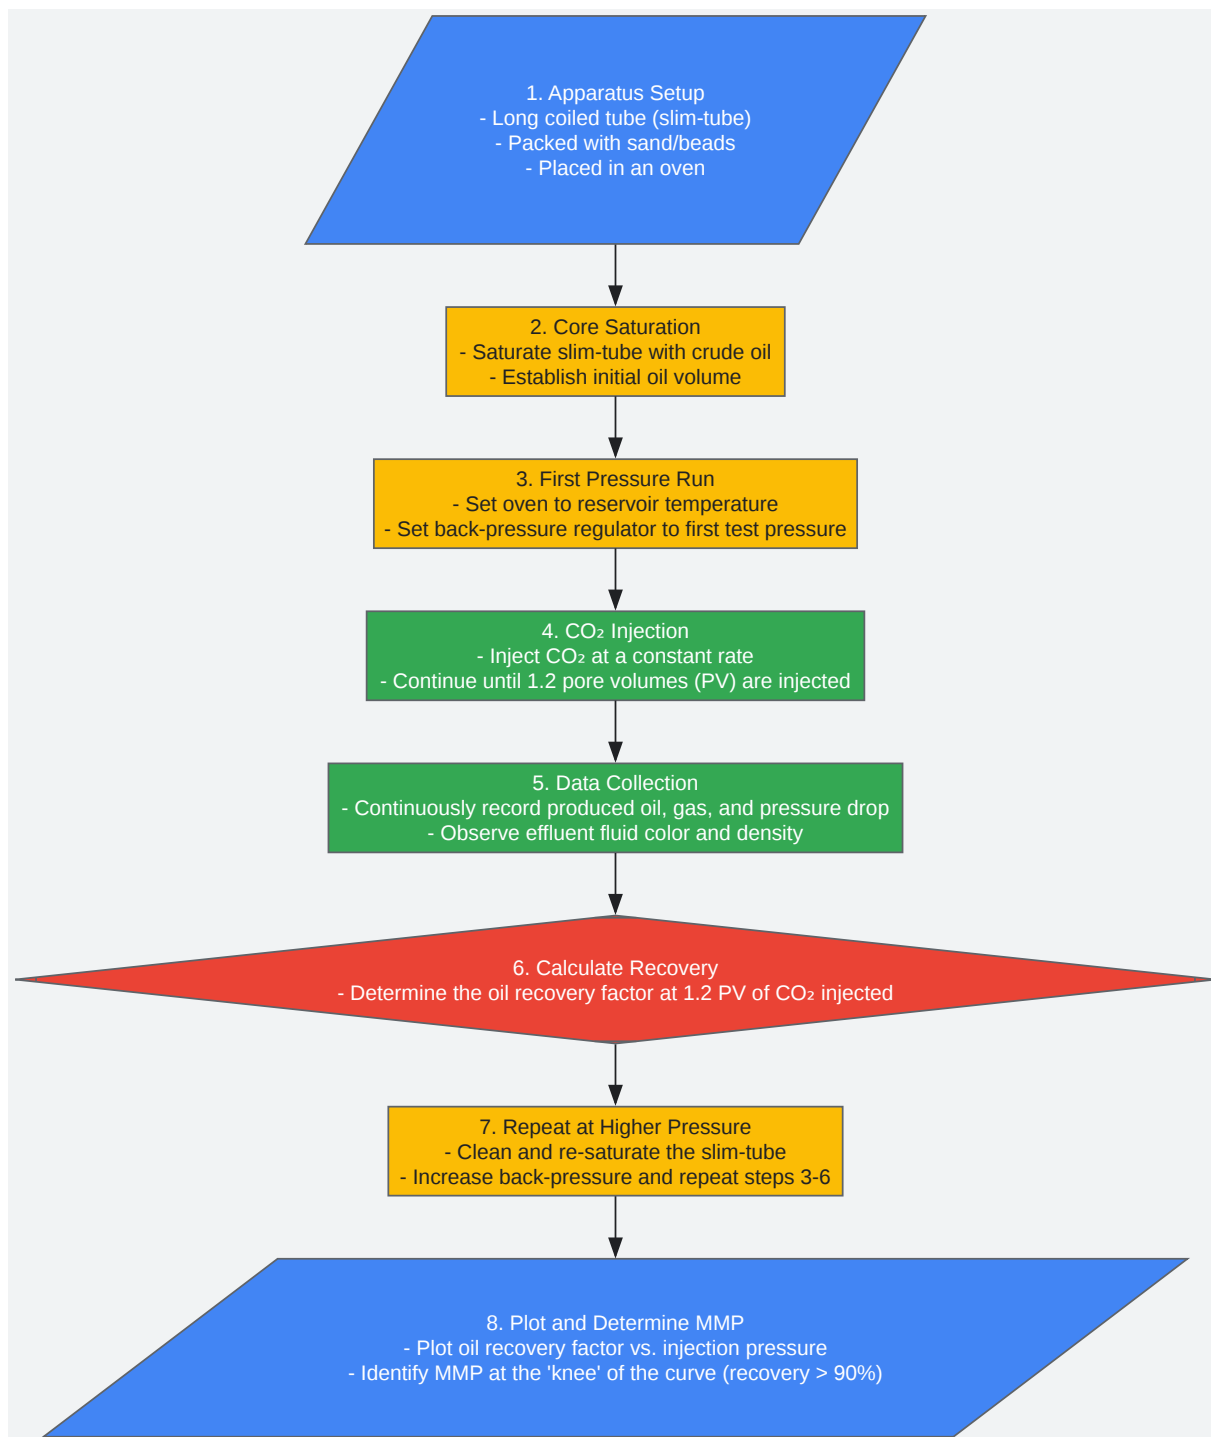 1. Apparatus Setup
- Long coiled tube (slim-tube)
- Packed with sand/beads
- Placed in an oven
2. Core Saturation
- Saturate slim-tube with crude oil
- Establish initial oil volume
3. First Pressure Run
- Set oven to reservoir temperature
- Set back-pressure regulator to first test pressure
4. CO₂ Injection
- Inject CO₂ at a constant rate
- Continue until 1.2 pore volumes (PV) are injected
5. Data Collection
- Continuously record produced oil, gas, and pressure drop
- Observe effluent fluid color and density
6. Calculate Recovery
- Determine the oil recovery factor at 1.2 PV of CO₂ injected
7. Repeat at Higher Pressure
- Clean and re-saturate the slim-tube
- Increase back-pressure and repeat steps 3-6
8. Plot and Determine MMP
- Plot oil recovery factor vs. injection pressure
- Identify MMP at the 'knee' of the curve (recovery > 90%)